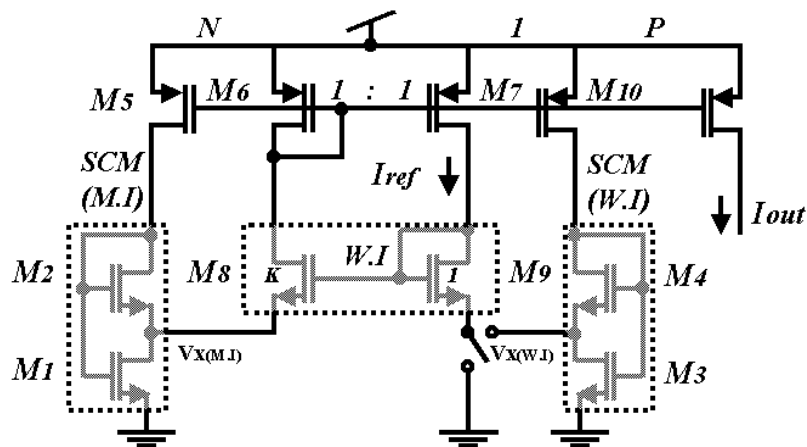 N 1 P
M5 M6 1 : 1 M7 M10
SCM (M.I) Iref SCM (W.I) Iout
M2 M8 K W.I 1 M9 M4
VX(M.I) VX(W.I)
M1 M3